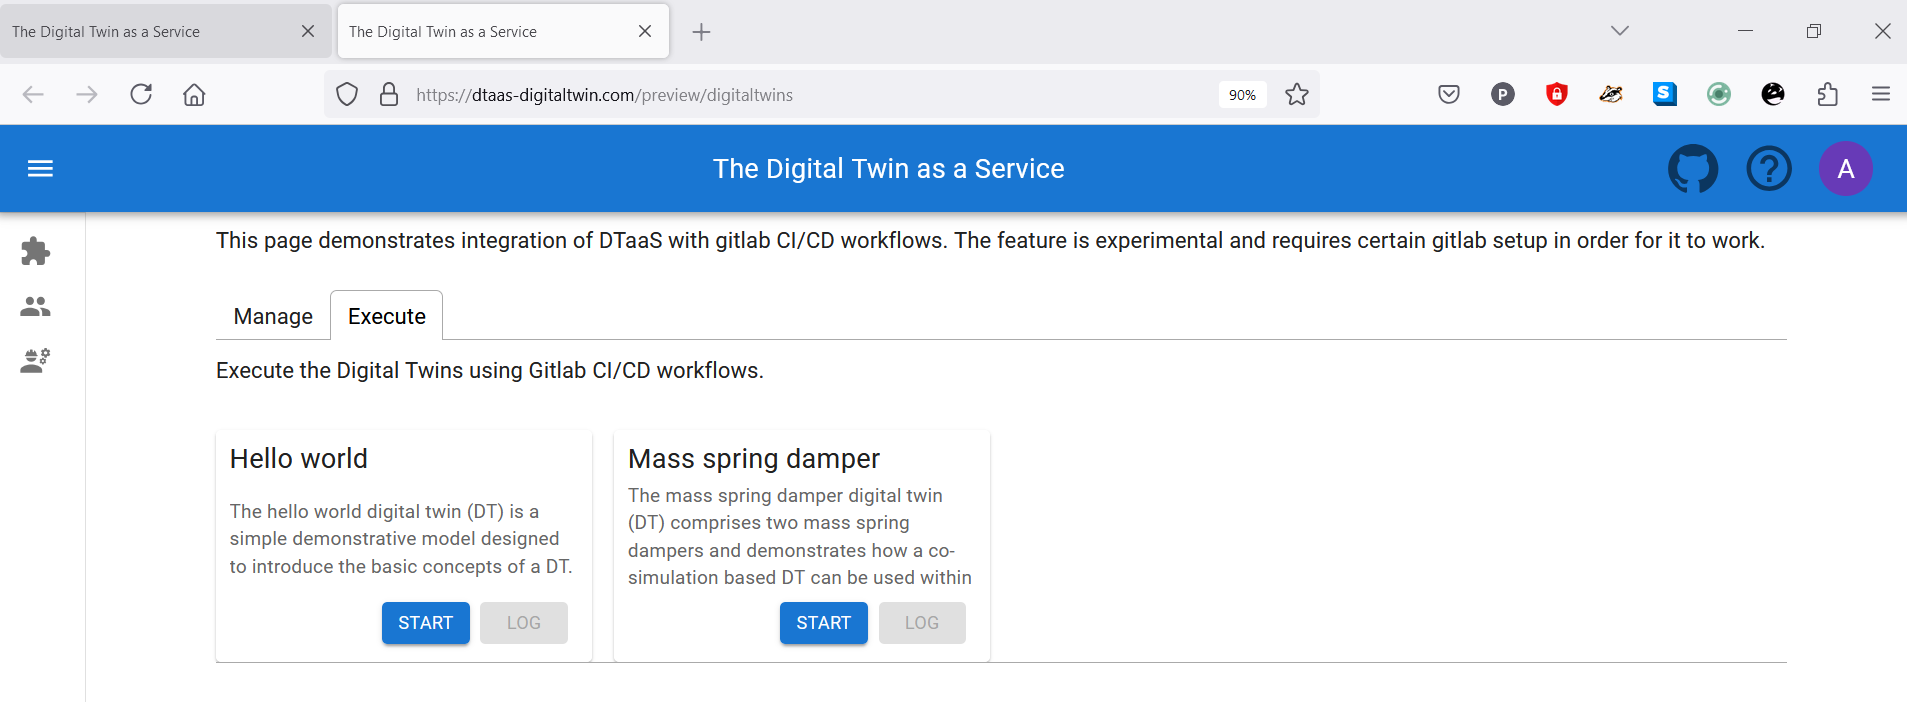 The Digital Twin as a Service
The Digital Twin as a Service
https://dtaas-digitaltwin.com/preview/digitaltwins
90%
P
S
The Digital Twin as a Service
A
This page demonstrates integration of DTaaS with gitlab CI/CD workflows. The feature is experimental and requires certain gitlab setup in order for it to work.
Manage
Execute
Execute the Digital Twins using Gitlab CI/CD workflows.
Hello world
The hello world digital twin (DT) is a
simple demonstrative model designed
to introduce the basic concepts of a DT.
START
LOG
Mass spring damper
The mass spring damper digital twin
(DT) comprises two mass spring
dampers and demonstrates how a co-
simulation based DT can be used within
START
LOG